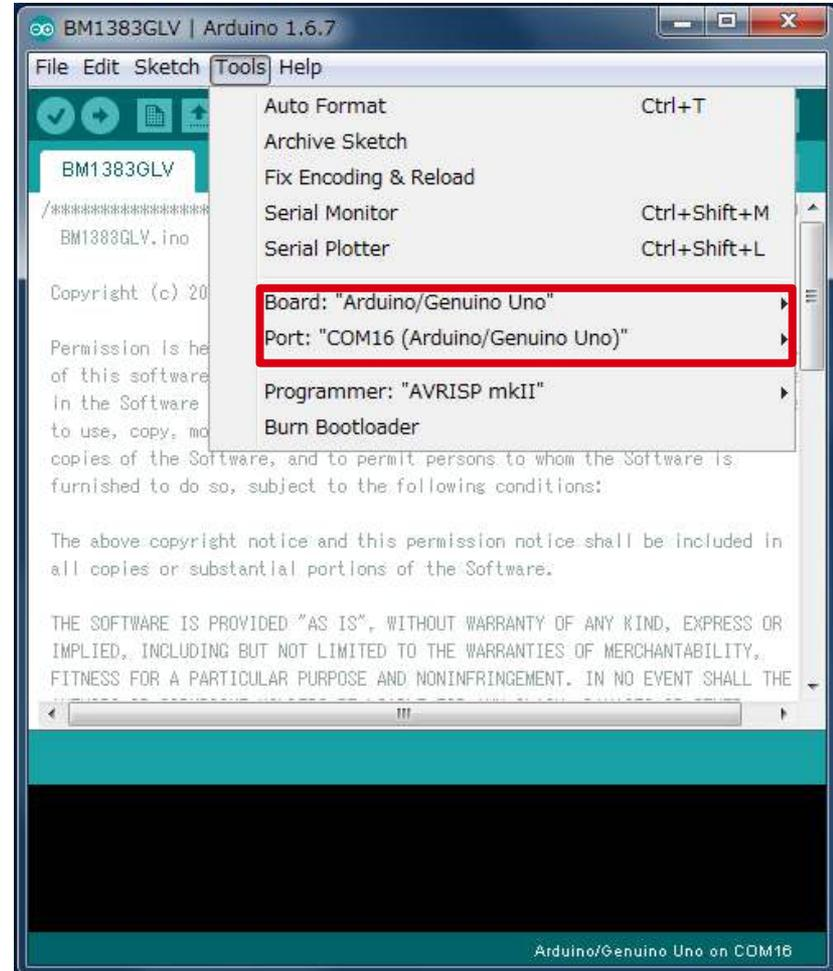 BM1383GLV | Arduino 1.6.7
File Edit Sketch Tools Help
Auto Format Ctrl+T
Archive Sketch
Fix Encoding & Reload
Serial Monitor Ctrl+Shift+M
Serial Plotter Ctrl+Shift+L
Board: "Arduino/Genuino Uno"
Port: "COM16 (Arduino/Genuino Uno)"
Programmer: "AVRISP mkII"
Burn Bootloader
BM1383GLV
/*****************
BM1383GLV.ino
Copyright (c) 20
Permission is he
of this software
in the Software
to use, copy, mo
copies of the Software, and to permit persons to whom the Software is
furnished to do so, subject to the following conditions:
The above copyright notice and this permission notice shall be included in
all copies or substantial portions of the Software.
THE SOFTWARE IS PROVIDED "AS IS", WITHOUT WARRANTY OF ANY KIND, EXPRESS OR
IMPLIED, INCLUDING BUT NOT LIMITED TO THE WARRANTIES OF MERCHANTABILITY,
FITNESS FOR A PARTICULAR PURPOSE AND NONINFRINGEMENT. IN NO EVENT SHALL THE
Arduino/Genuino Uno on COM16